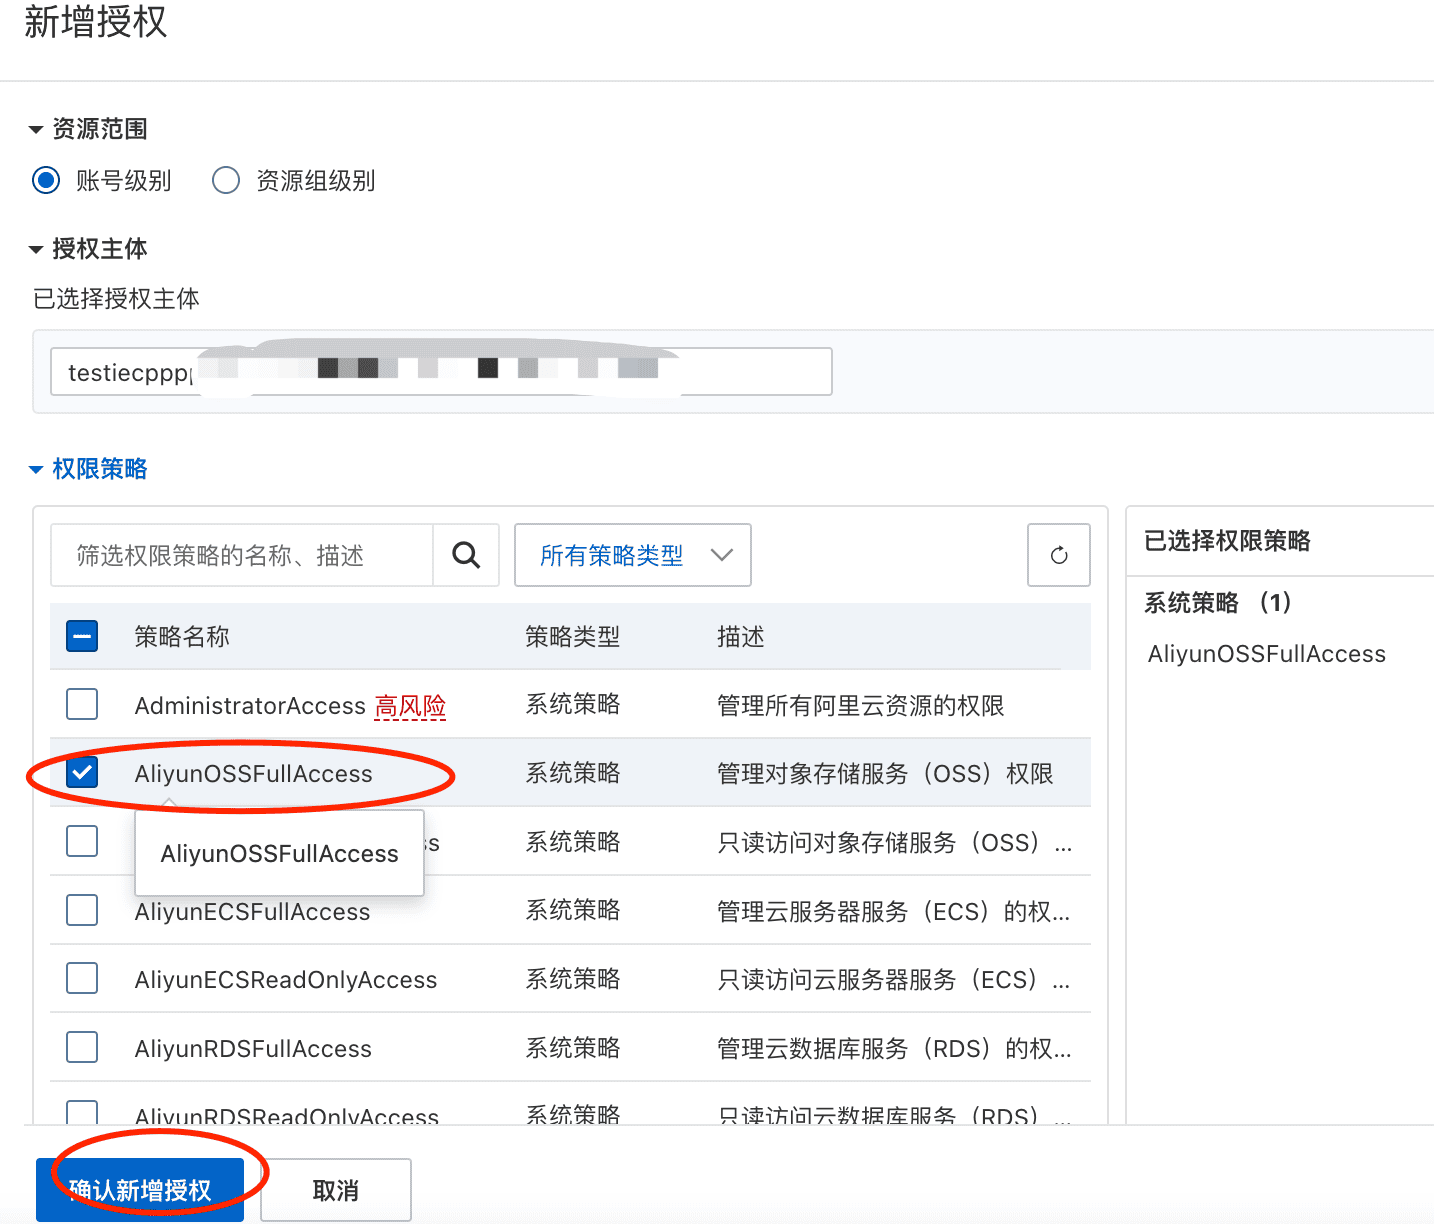 新增授权
资源范围
账号级别 资源组级别
授权主体
已选择授权主体
testiecppp
权限策略
筛选权限策略的名称、描述 所有策略类型
已选择权限策略
系统策略 （1）
AliyunOSSFullAccess
策略名称 策略类型 描述
AdministratorAccess 高风险 系统策略 管理所有阿里云资源的权限
AliyunOSSFullAccess 系统策略 管理对象存储服务（OSS）权限
AliyunOSSFullAccess
s 系统策略 只读访问对象存储服务（OSS）...
AliyunECSFullAccess 系统策略 管理云服务器服务（ECS）的权...
AliyunECSReadOnlyAccess 系统策略 只读访问云服务器服务（ECS）...
AliyunRDSFullAccess 系统策略 管理云数据库服务（RDS）的权...
AliyunRDSReadOnlyAccess 系统策略 只读访问云数据库服务（RDS）...
确认新增授权 取消